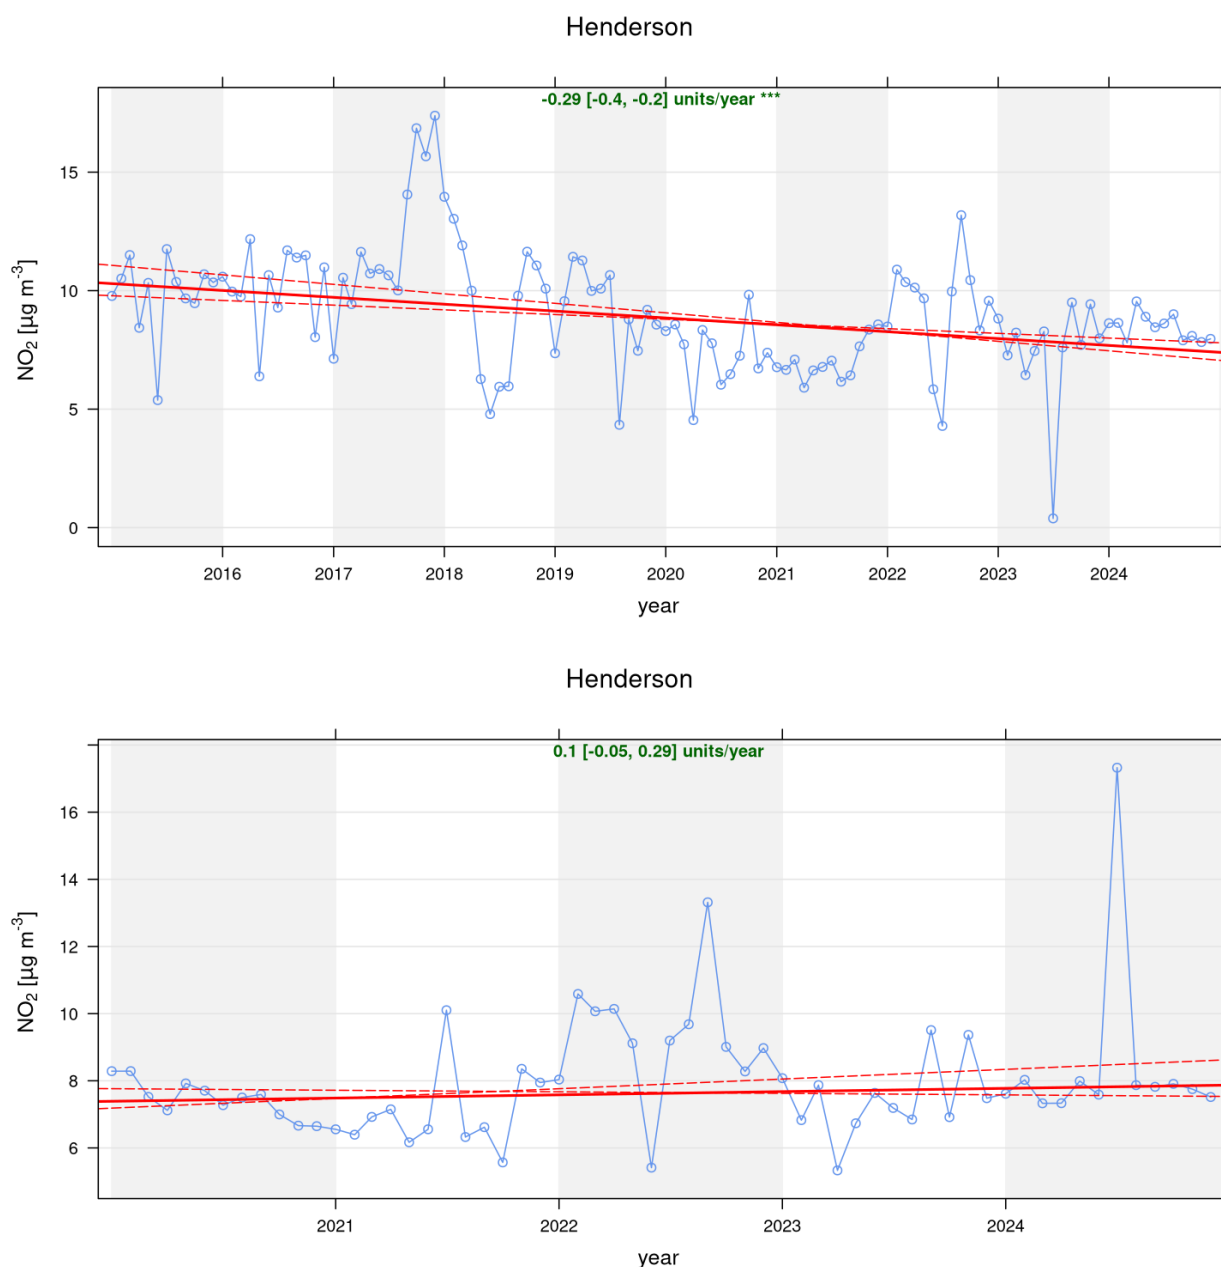 Henderson
-0.29 [-0.4, -0.2] units/year ***
15
10
5
0
NO2 [µg m-3]
2016 2017 2018 2019 2020 2021 2022 2023 2024
year
Henderson
0.1 [-0.05, 0.29] units/year
16
14
12
10
8
6
NO2 [µg m-3]
2021 2022 2023 2024
year